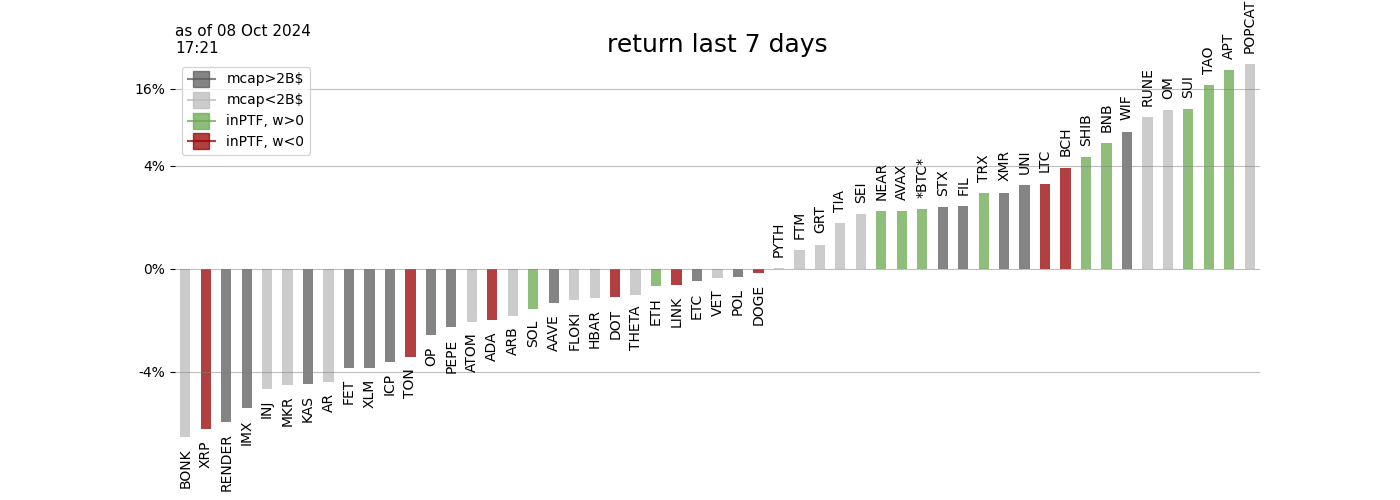 as of 08 Oct 2024
17:21
return last 7 days
mcap>2B$
mcap<2B$
inPTF, w>0
inPTF, w<0
16%
4%
0%
-4%
BONK
XRP
RENDER
IMX
INJ
MKR
KAS
AR
FET
XLM
ICP
TON
OP
PEPE
ATOM
ADA
ARB
SOL
AAVE
FLOKI
HBAR
DOT
THETA
ETH
LINK
ETC
VET
POL
DOGE
PYTH
FTM
GRT
TIA
SEI
NEAR
AVAX
*BTC*
STX
FIL
TRX
XMR
UNI
LTC
BCH
SHIB
BNB
WIF
RUNE
OM
SUI
TAO
APT
POPCAT